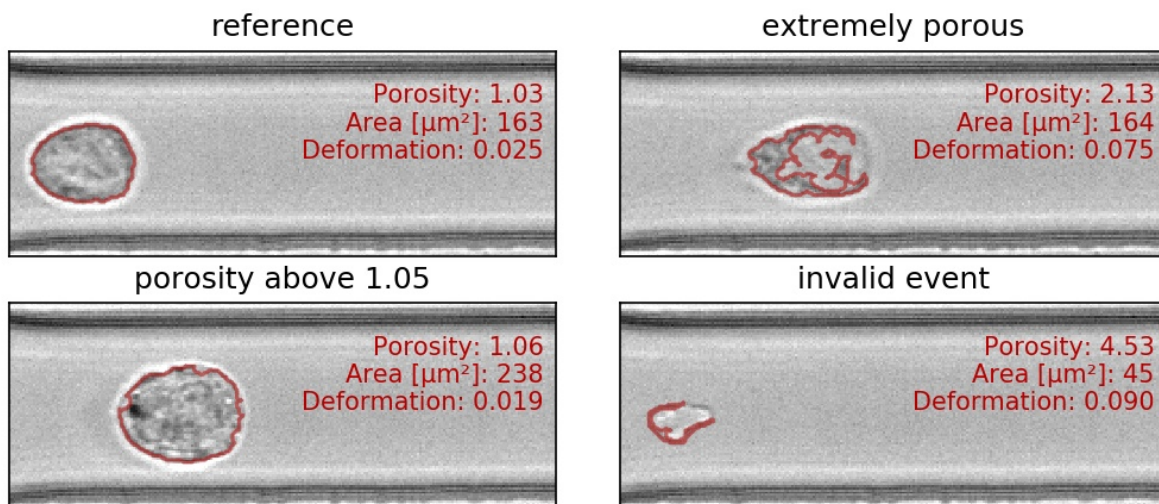 reference
Porosity: 1.03
Area [µm²]: 163
Deformation: 0.025
extremely porous
Porosity: 2.13
Area [µm²]: 164
Deformation: 0.075
porosity above 1.05
Porosity: 1.06
Area [µm²]: 238
Deformation: 0.019
invalid event
Porosity: 4.53
Area [µm²]: 45
Deformation: 0.090